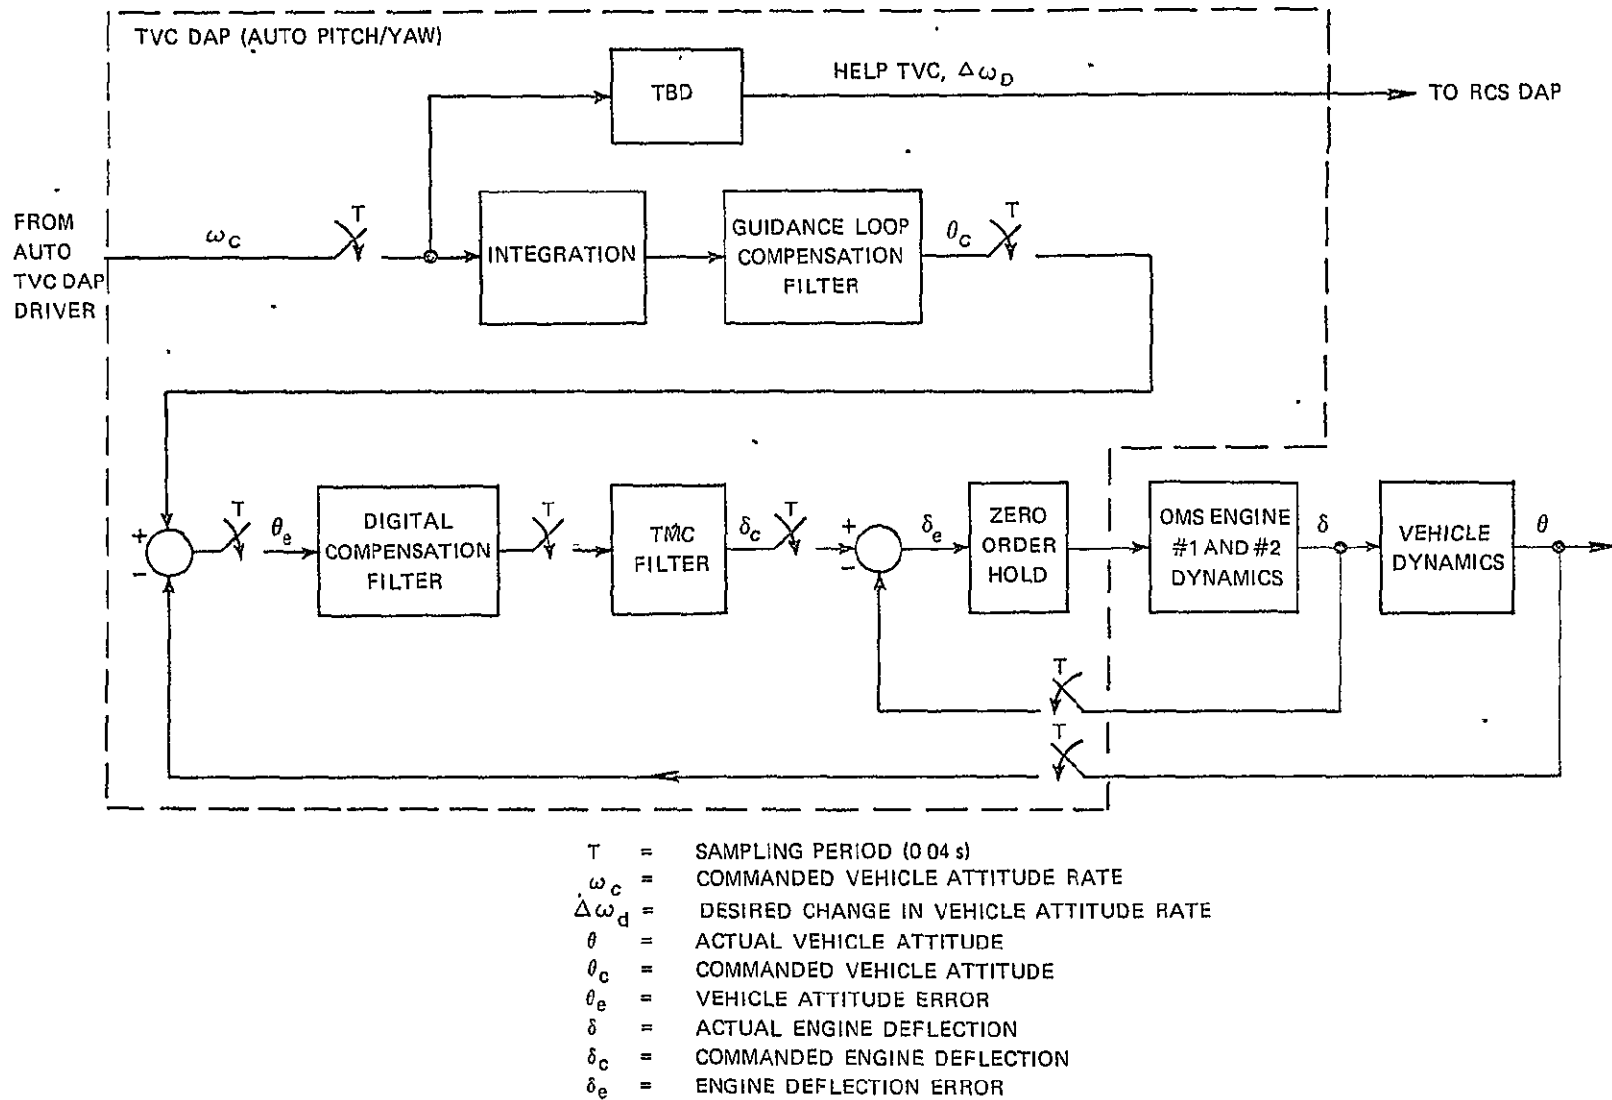 TVC DAP (AUTO PITCH/YAW)
HELP TVC, Δω_D
TBD
TO RCS DAP
FROM
AUTO
TVC DAP
DRIVER
ω_c
T
INTEGRATION
GUIDANCE LOOP
COMPENSATION
FILTER
θ_c
T
+
−
T
θ_e
DIGITAL
COMPENSATION
FILTER
T
TMC
FILTER
δ_c
T
+
−
δ_e
ZERO
ORDER
HOLD
OMS ENGINE
#1 AND #2
DYNAMICS
δ
VEHICLE
DYNAMICS
θ
T
T
T = SAMPLING PERIOD (0 04 s)
ω_c = COMMANDED VEHICLE ATTITUDE RATE
Δω_d = DESIRED CHANGE IN VEHICLE ATTITUDE RATE
θ = ACTUAL VEHICLE ATTITUDE
θ_c = COMMANDED VEHICLE ATTITUDE
θ_e = VEHICLE ATTITUDE ERROR
δ = ACTUAL ENGINE DEFLECTION
δ_c = COMMANDED ENGINE DEFLECTION
δ_e = ENGINE DEFLECTION ERROR